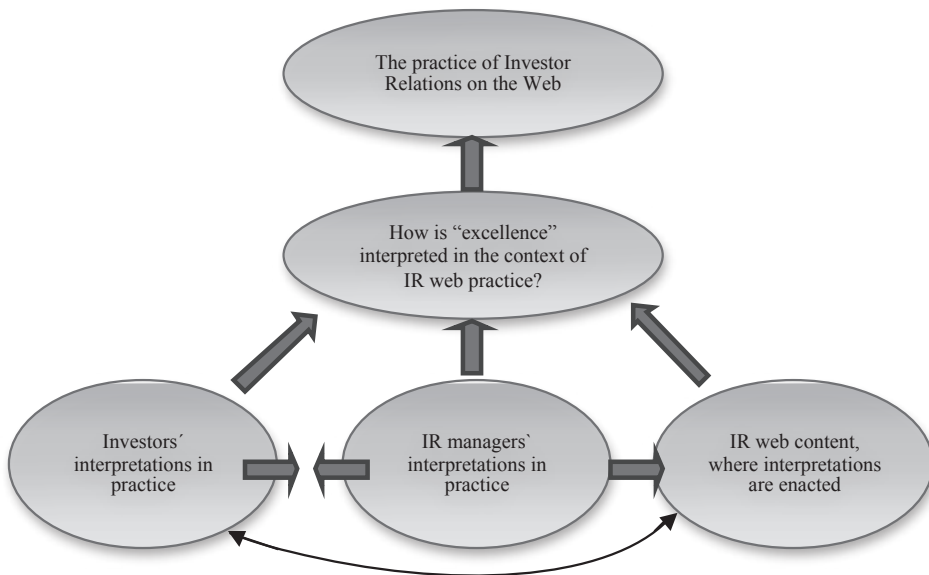 The practice of Investor
Relations on the Web
How is “excellence”
interpreted in the context of
IR web practice?
Investors´
interpretations in
practice
IR managers`
interpretations in
practice
IR web content,
where interpretations
are enacted